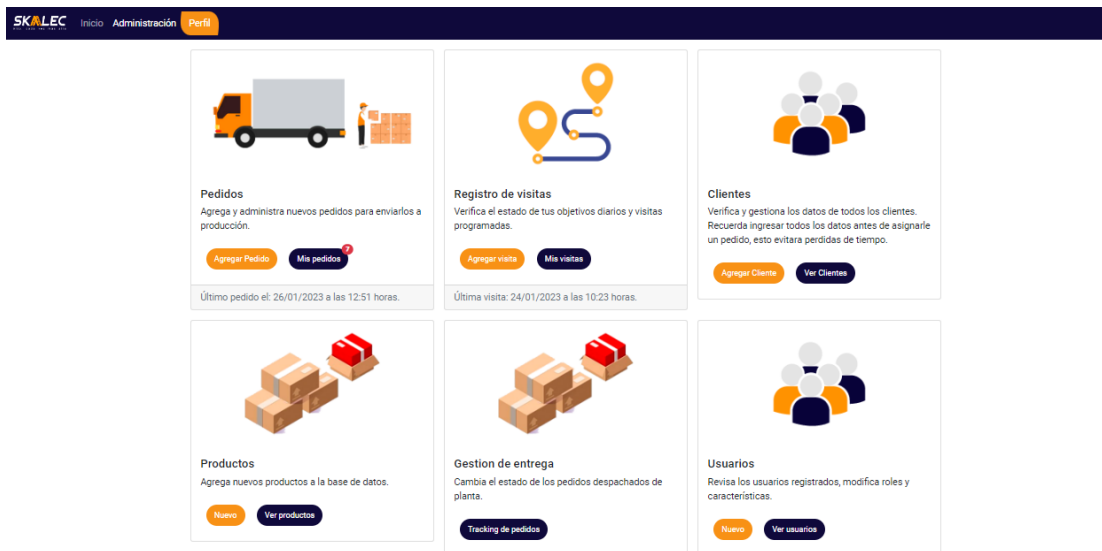 SKALEC Inicio Administración Perfil
Pedidos
Agrega y administra nuevos pedidos para enviarlos a
producción.
Agregar Pedido Mis pedidos 7
Último pedido el: 26/01/2023 a las 12:51 horas.
Registro de visitas
Verifica el estado de tus objetivos diarios y visitas
programadas.
Agregar visita Mis visitas
Última visita: 24/01/2023 a las 10:23 horas.
Clientes
Verifica y gestiona los datos de todos los clientes.
Recuerda ingresar todos los datos antes de asignarle
un pedido, esto evitara perdidas de tiempo.
Agregar Cliente Ver Clientes
Productos
Agrega nuevos productos a la base de datos.
Nuevo Ver productos
Gestion de entrega
Cambia el estado de los pedidos despachados de
planta.
Tracking de pedidos
Usuarios
Revisa los usuarios registrados, modifica roles y
características.
Nuevo Ver usuarios